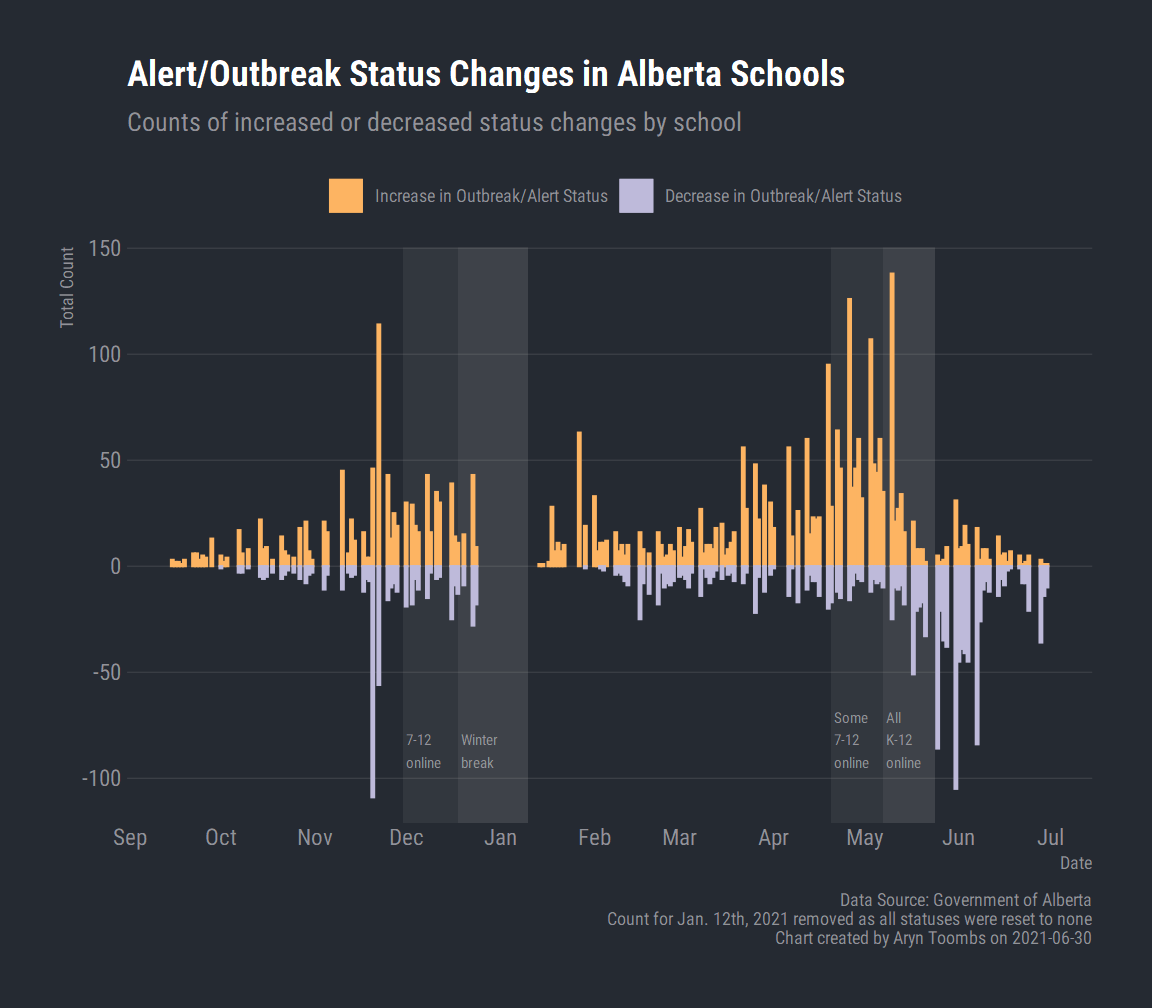 Alert/Outbreak Status Changes in Alberta Schools
Counts of increased or decreased status changes by school
Increase in Outbreak/Alert Status
Decrease in Outbreak/Alert Status
Total Count
150
100
50
0
-50
-100
7-12
online
Winter
break
Some
7-12
online
All
K-12
online
Sep
Oct
Nov
Dec
Jan
Feb
Mar
Apr
May
Jun
Jul
Date
Data Source: Government of Alberta
Count for Jan. 12th, 2021 removed as all statuses were reset to none
Chart created by Aryn Toombs on 2021-06-30